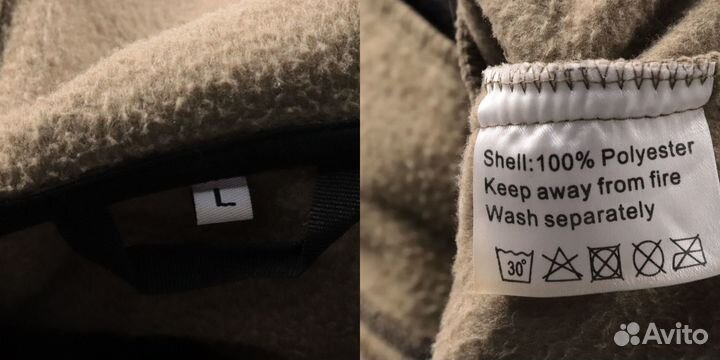 L
Shell:100% Polyester
Keep away from fire
Wash separately
30°
Avito